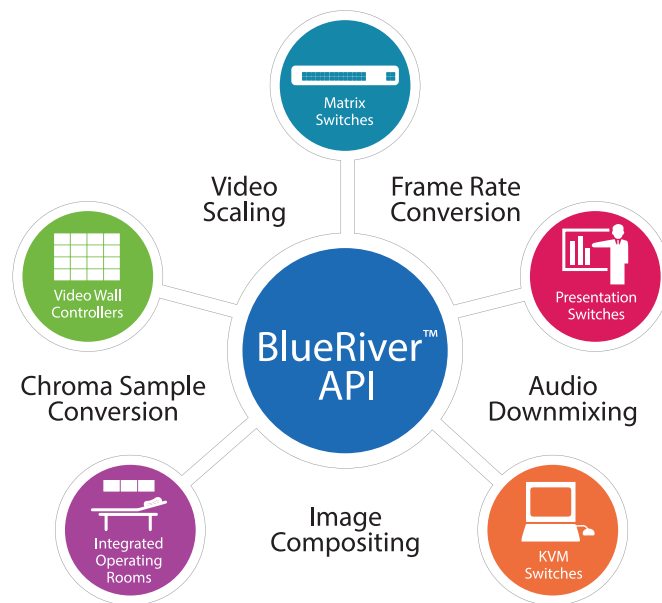 Matrix
Switches
Video
Scaling
Frame Rate
Conversion
Video Wall
Controllers
Presentation
Switches
BlueRiver™
API
Chroma Sample
Conversion
Audio
Downmixing
Integrated
Operating
Rooms
Image
Compositing
KVM
Switches